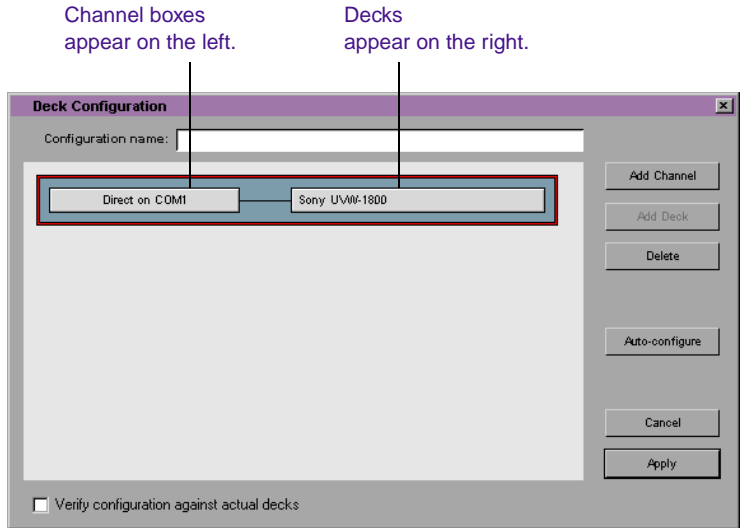 Channel boxes
appear on the left.
Decks
appear on the right.
Deck Configuration
Configuration name:
Direct on COM1
Sony UVW-1800
Add Channel
Add Deck
Delete
Auto-configure
Cancel
Apply
Verify configuration against actual decks